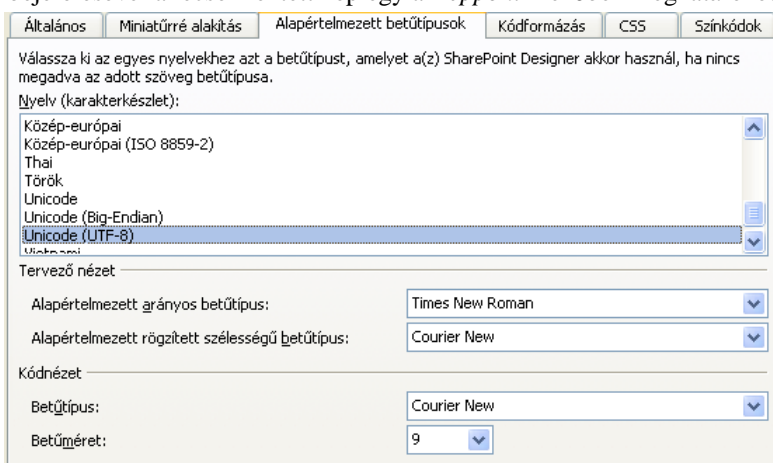 Általános Miniatűrré alakítás Alapértelmezett betűtípusok Kódformázás CSS Színkódok
Válassza ki az egyes nyelvekhez azt a betűtípust, amelyet a(z) SharePoint Designer akkor használ, ha nincs
megadva az adott szöveg betűtípusa.
Nyelv (karakterkészlet):
Közép-európai
Közép-európai (ISO 8859-2)
Thai
Török
Unicode
Unicode (Big-Endian)
Unicode (UTF-8)
Vietnami
Tervező nézet
Alapértelmezett arányos betűtípus: Times New Roman
Alapértelmezett rögzített szélességű betűtípus: Courier New
Kódnézet
Betűtípus: Courier New
Betűméret: 9